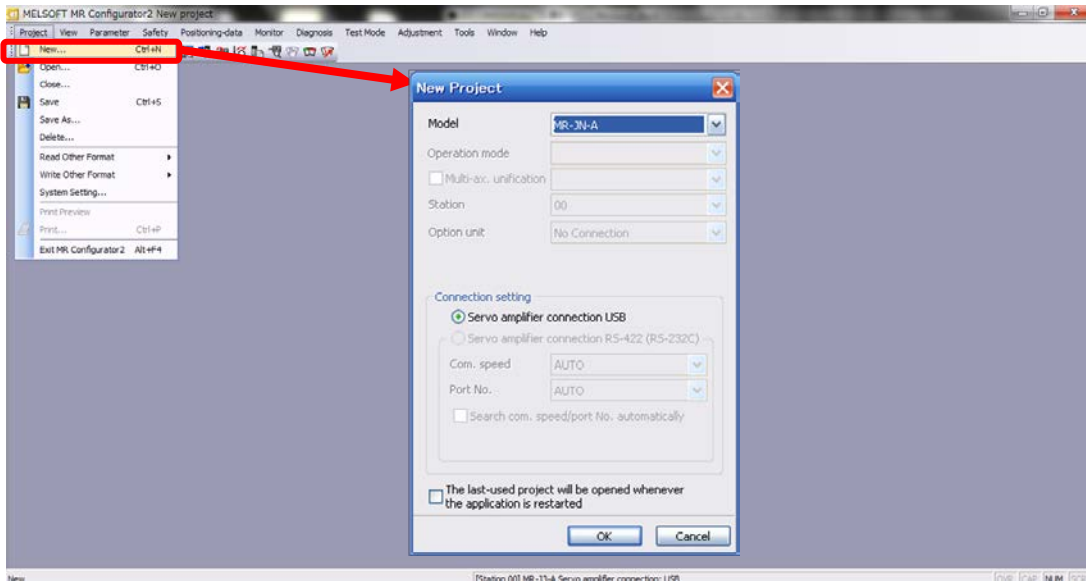 MELSOFT MR Configurator2 New project
Project View Parameter Safety Positioning-data Monitor Diagnosis Test Mode Adjustment Tools Window Help
New... Ctrl+N
Open... Ctrl+O
Close...
Save Ctrl+S
Save As...
Delete...
Read Other Format
Write Other Format
System Setting...
Print Preview
Print... Ctrl+P
Exit MR Configurator2 Alt+F4
New Project
Model MR-JN-A
Operation mode
Multi-ax. unification
Station 00
Option unit No Connection
Connection setting
Servo amplifier connection USB
Servo amplifier connection RS-422 (RS-232C)
Com. speed AUTO
Port No. AUTO
Search com. speed/port No. automatically
The last-used project will be opened whenever
the application is restarted
OK Cancel
New [Station 00] MR-J3-A Servo amplifier connection: USB OVR CAP NUM SCR